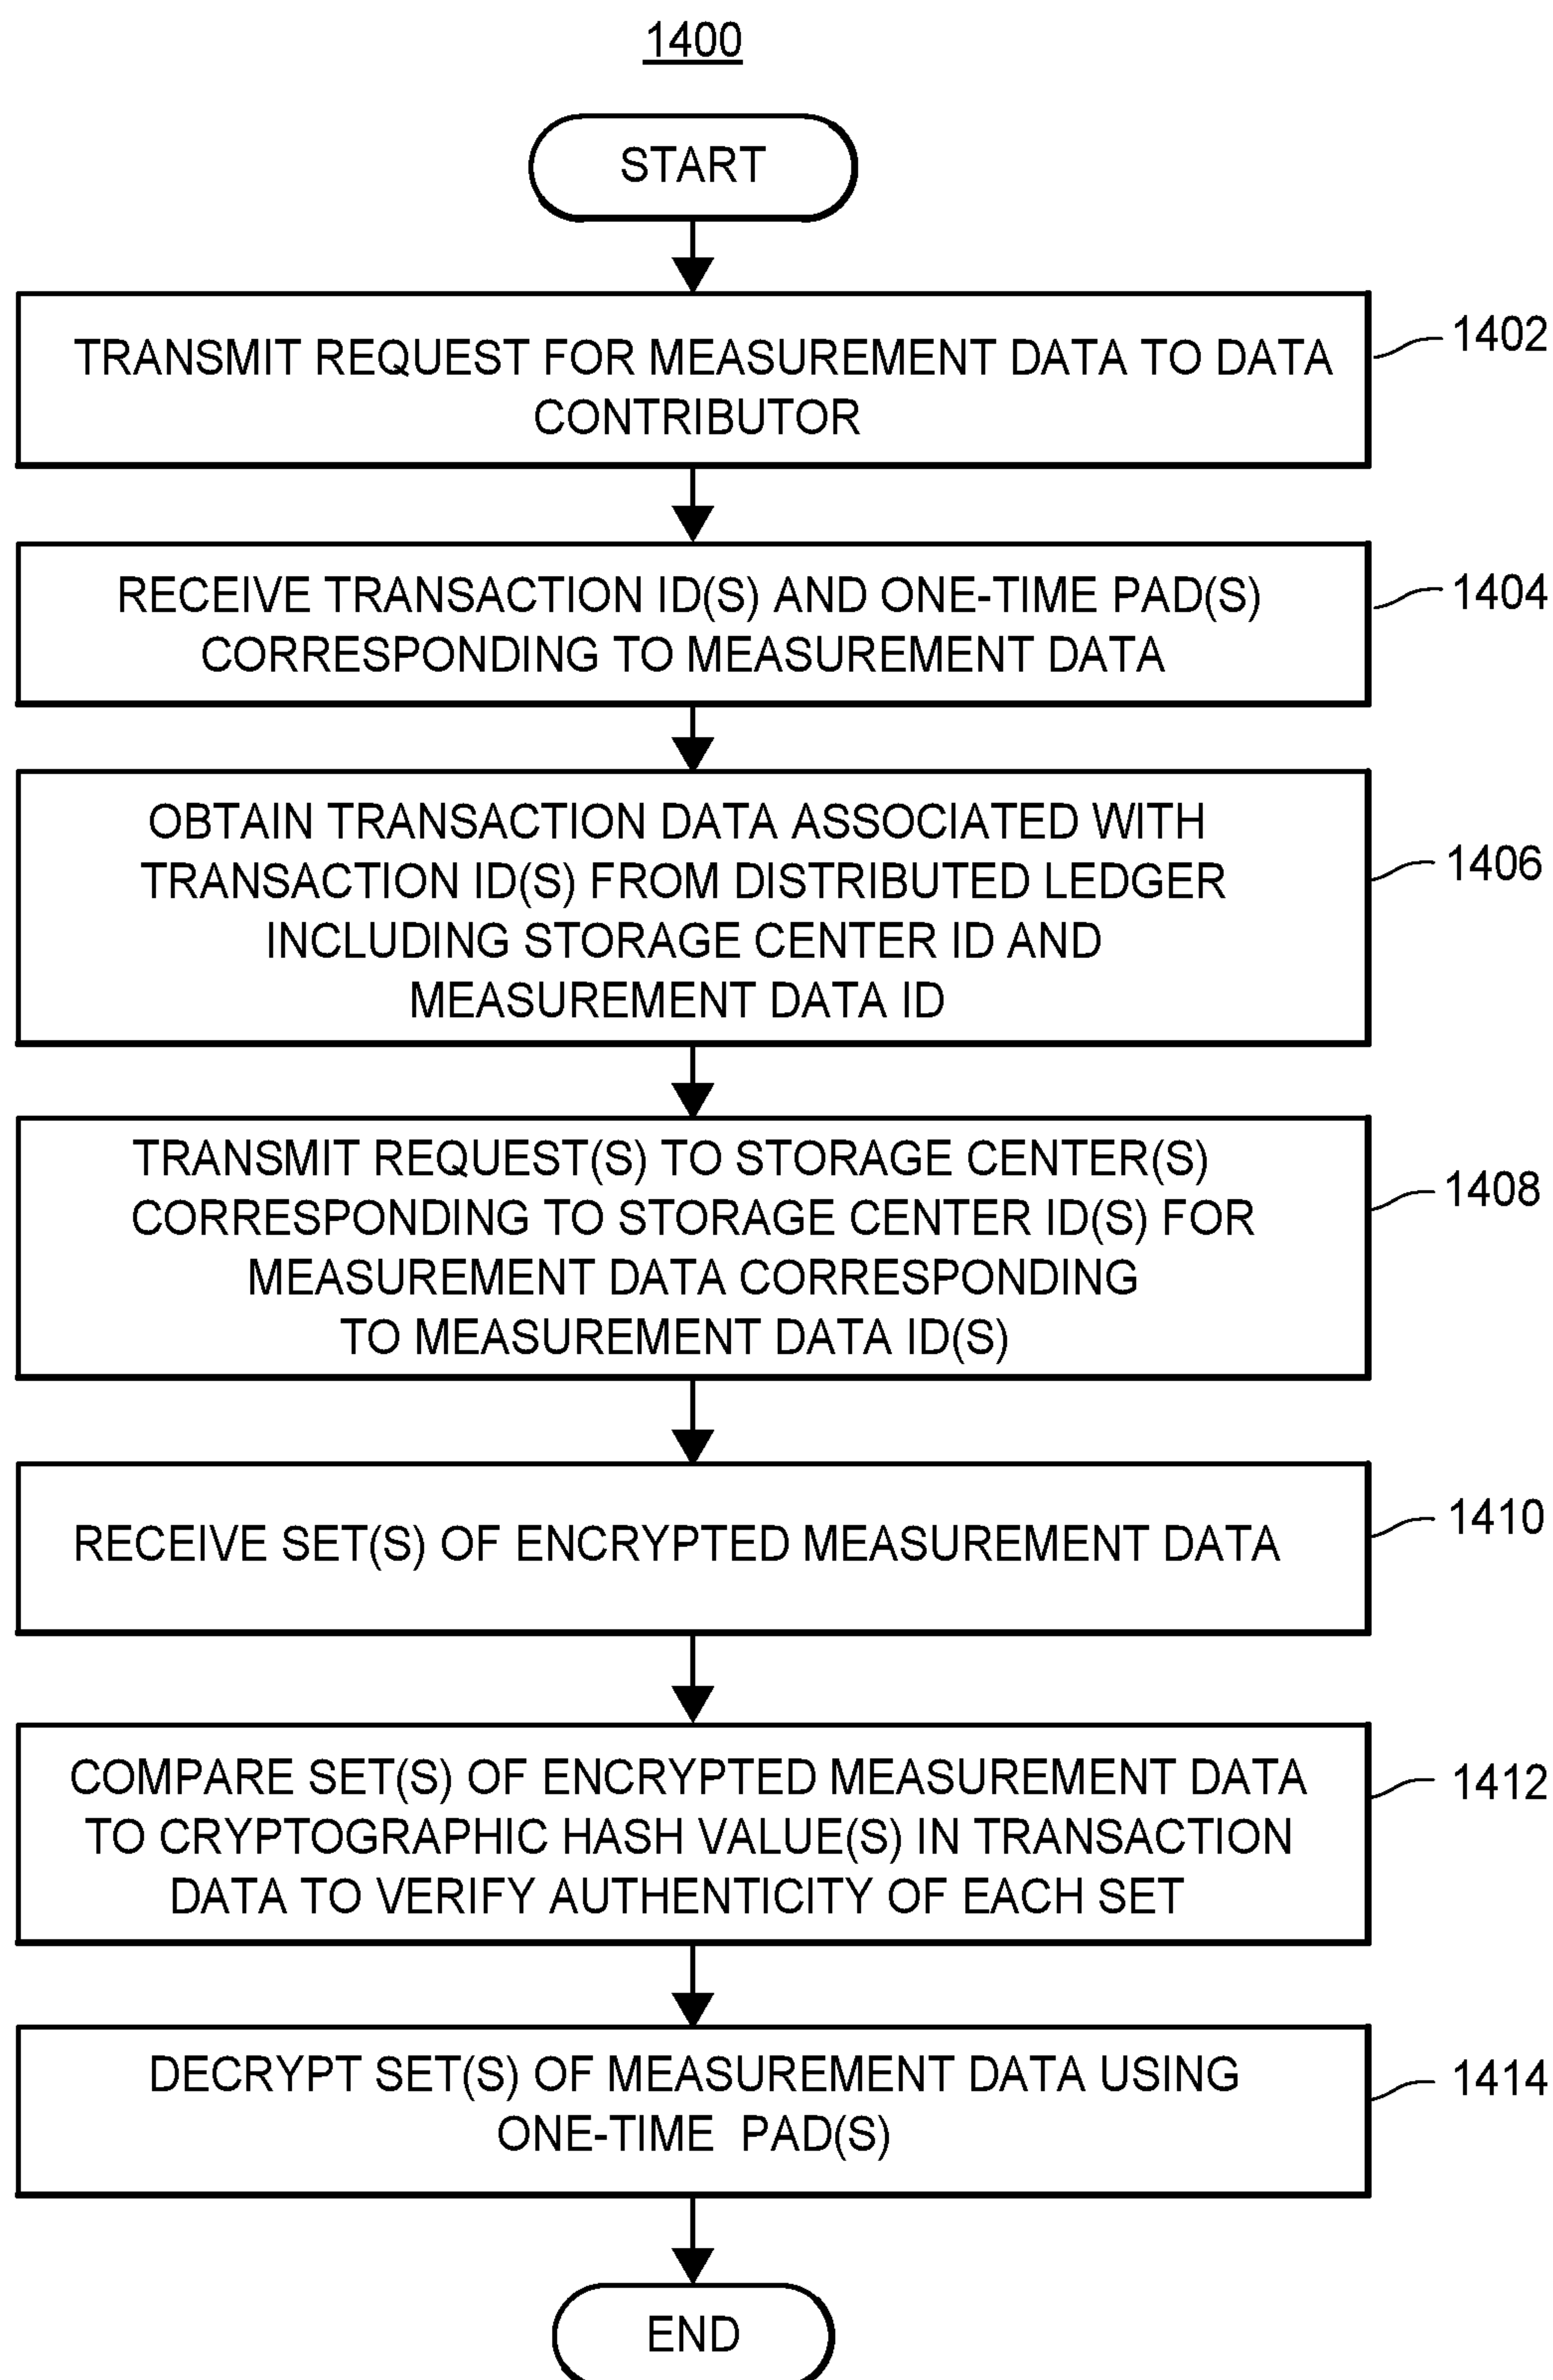 1400
START
TRANSMIT REQUEST FOR MEASUREMENT DATA TO DATA
CONTRIBUTOR
1402
RECEIVE TRANSACTION ID(S) AND ONE-TIME PAD(S)
CORRESPONDING TO MEASUREMENT DATA
1404
OBTAIN TRANSACTION DATA ASSOCIATED WITH
TRANSACTION ID(S) FROM DISTRIBUTED LEDGER
INCLUDING STORAGE CENTER ID AND
MEASUREMENT DATA ID
1406
TRANSMIT REQUEST(S) TO STORAGE CENTER(S)
CORRESPONDING TO STORAGE CENTER ID(S) FOR
MEASUREMENT DATA CORRESPONDING
TO MEASUREMENT DATA ID(S)
1408
RECEIVE SET(S) OF ENCRYPTED MEASUREMENT DATA
1410
COMPARE SET(S) OF ENCRYPTED MEASUREMENT DATA
TO CRYPTOGRAPHIC HASH VALUE(S) IN TRANSACTION
DATA TO VERIFY AUTHENTICITY OF EACH SET
1412
DECRYPT SET(S) OF MEASUREMENT DATA USING
ONE-TIME PAD(S)
1414
END